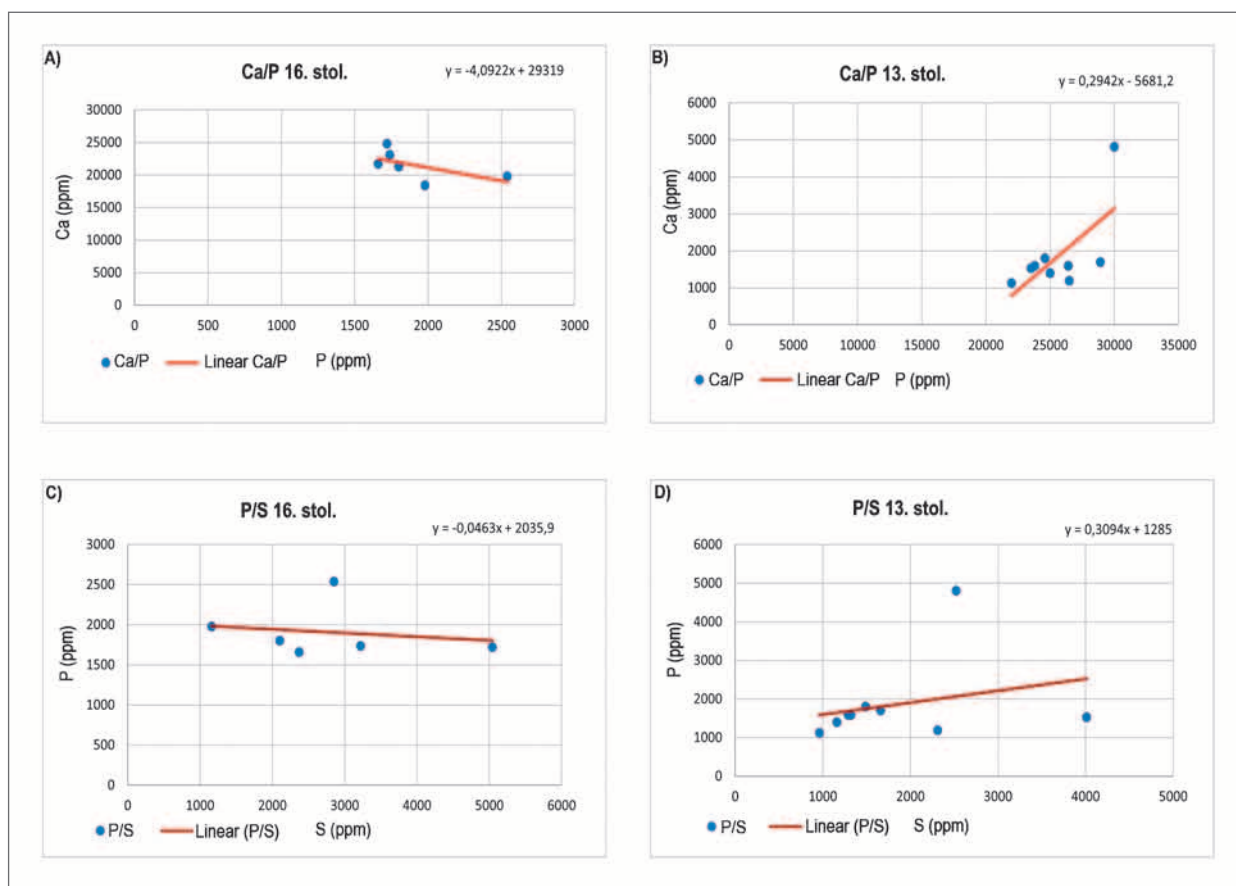 A)
Ca/P 16. stol.
y = -4,0922x + 29319
30000
25000
20000
15000
10000
5000
0
Ca (ppm)
0 500 1000 1500 2000 2500 3000
Ca/P Linear Ca/P P (ppm)
B)
Ca/P 13. stol.
y = 0,2942x - 5681,2
6000
5000
4000
3000
2000
1000
0
Ca (ppm)
0 5000 10000 15000 20000 25000 30000 35000
Ca/P Linear Ca/P P (ppm)
C)
P/S 16. stol.
y = -0,0463x + 2035,9
3000
2500
2000
1500
1000
500
0
P (ppm)
0 1000 2000 3000 4000 5000 6000
P/S Linear (P/S) S (ppm)
D)
P/S 13. stol.
y = 0,3094x + 1285
6000
5000
4000
3000
2000
1000
0
P (ppm)
0 1000 2000 3000 4000 5000
P/S Linear (P/S) S (ppm)